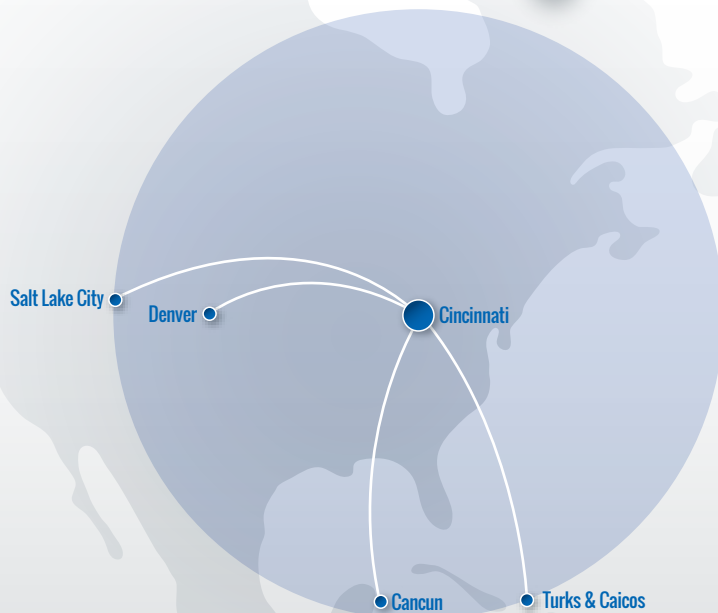 Salt Lake City
Denver
Cincinnati
Cancun
Turks & Caicos